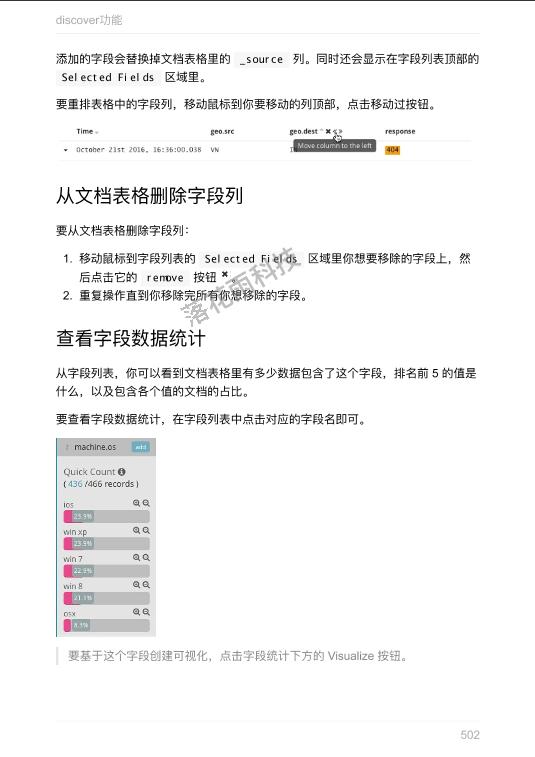 discover功能
添加的字段会替换掉文档表格里的 _source 列。同时还会显示在字段列表顶部的
Selected Fields 区域里。
要重排表格中的字段列，移动鼠标到你要移动的列顶部，点击移动过按钮。
Time geo.src geo.dest response
October 21st 2016, 16:36:00.038 VN 404
Move column to the left
从文档表格删除字段列
要从文档表格删除字段列：
1. 移动鼠标到字段列表的 Selected Fields 区域里你想要移除的字段上，然
后点击它的 remove 按钮 ✖。
2. 重复操作直到你移除完所有你想移除的字段。
落花雨科技
查看字段数据统计
从字段列表，你可以看到文档表格里有多少数据包含了这个字段，排名前 5 的值是
什么，以及包含各个值的文档的占比。
要查看字段数据统计，在字段列表中点击对应的字段名即可。
t machine.os add
Quick Count
( 436 /466 records )
ios
23.9%
win xp
23.9%
win 7
22.9%
win 8
21.1%
osx
8.3%
要基于这个字段创建可视化，点击字段统计下方的 Visualize 按钮。
502